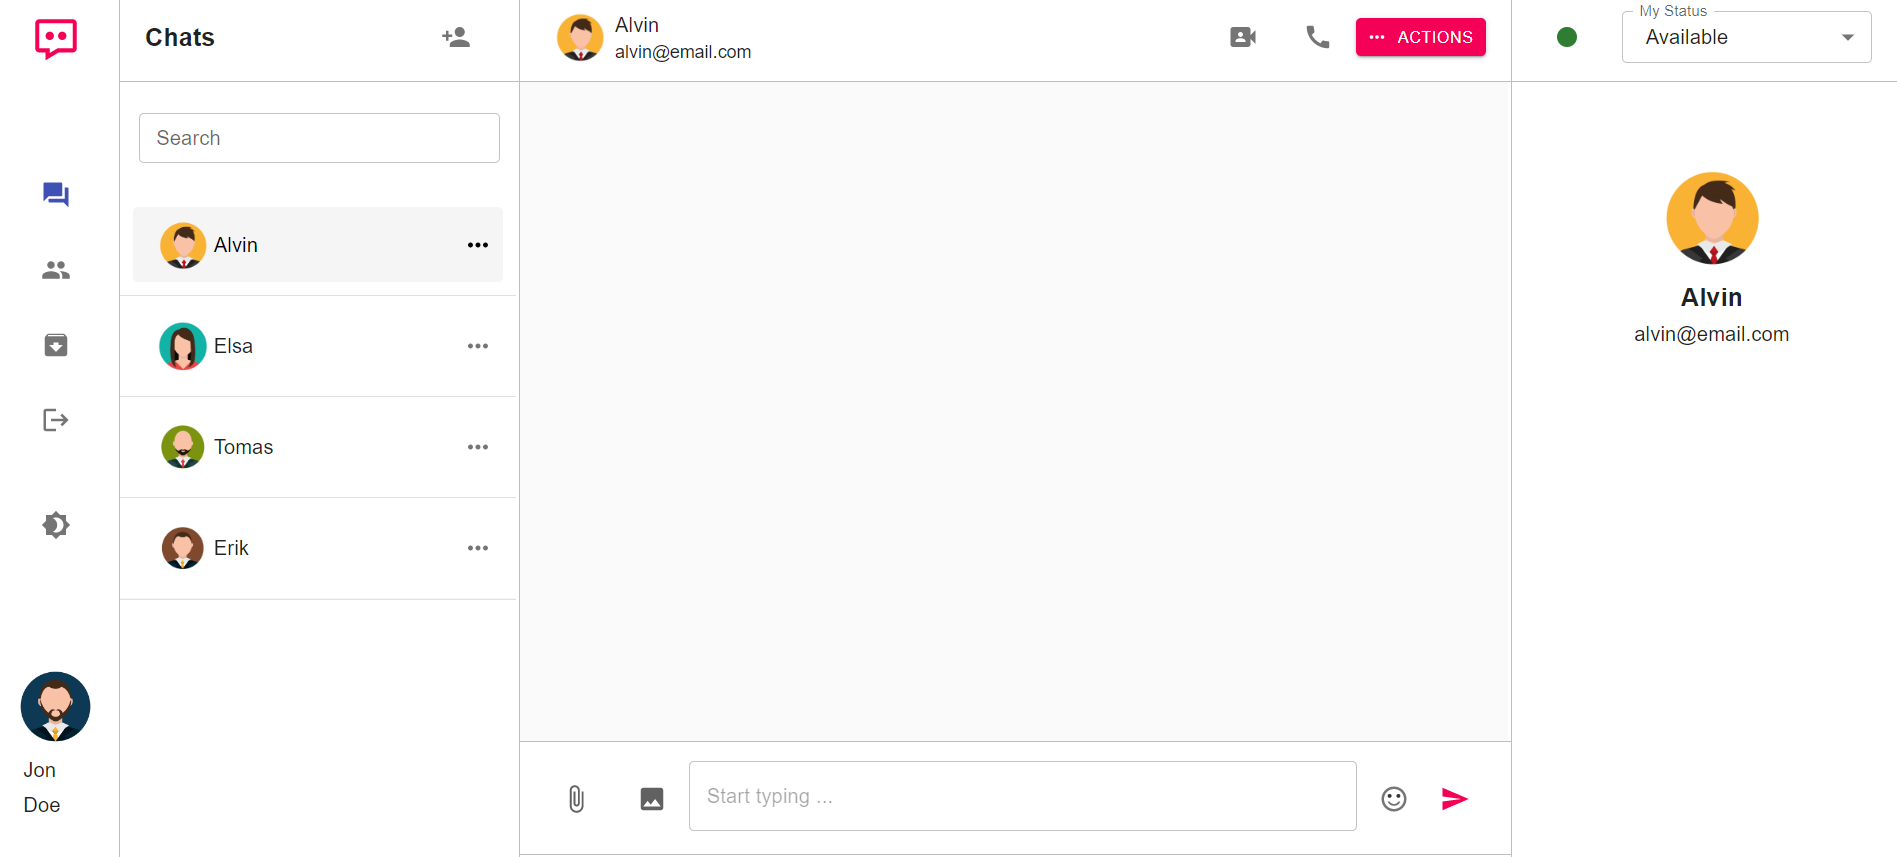 Chats
Search
Alvin
Elsa
Tomas
Erik
Jon
Doe
Alvin
alvin@email.com
ACTIONS
Start typing ...
My Status
Available
Alvin
alvin@email.com